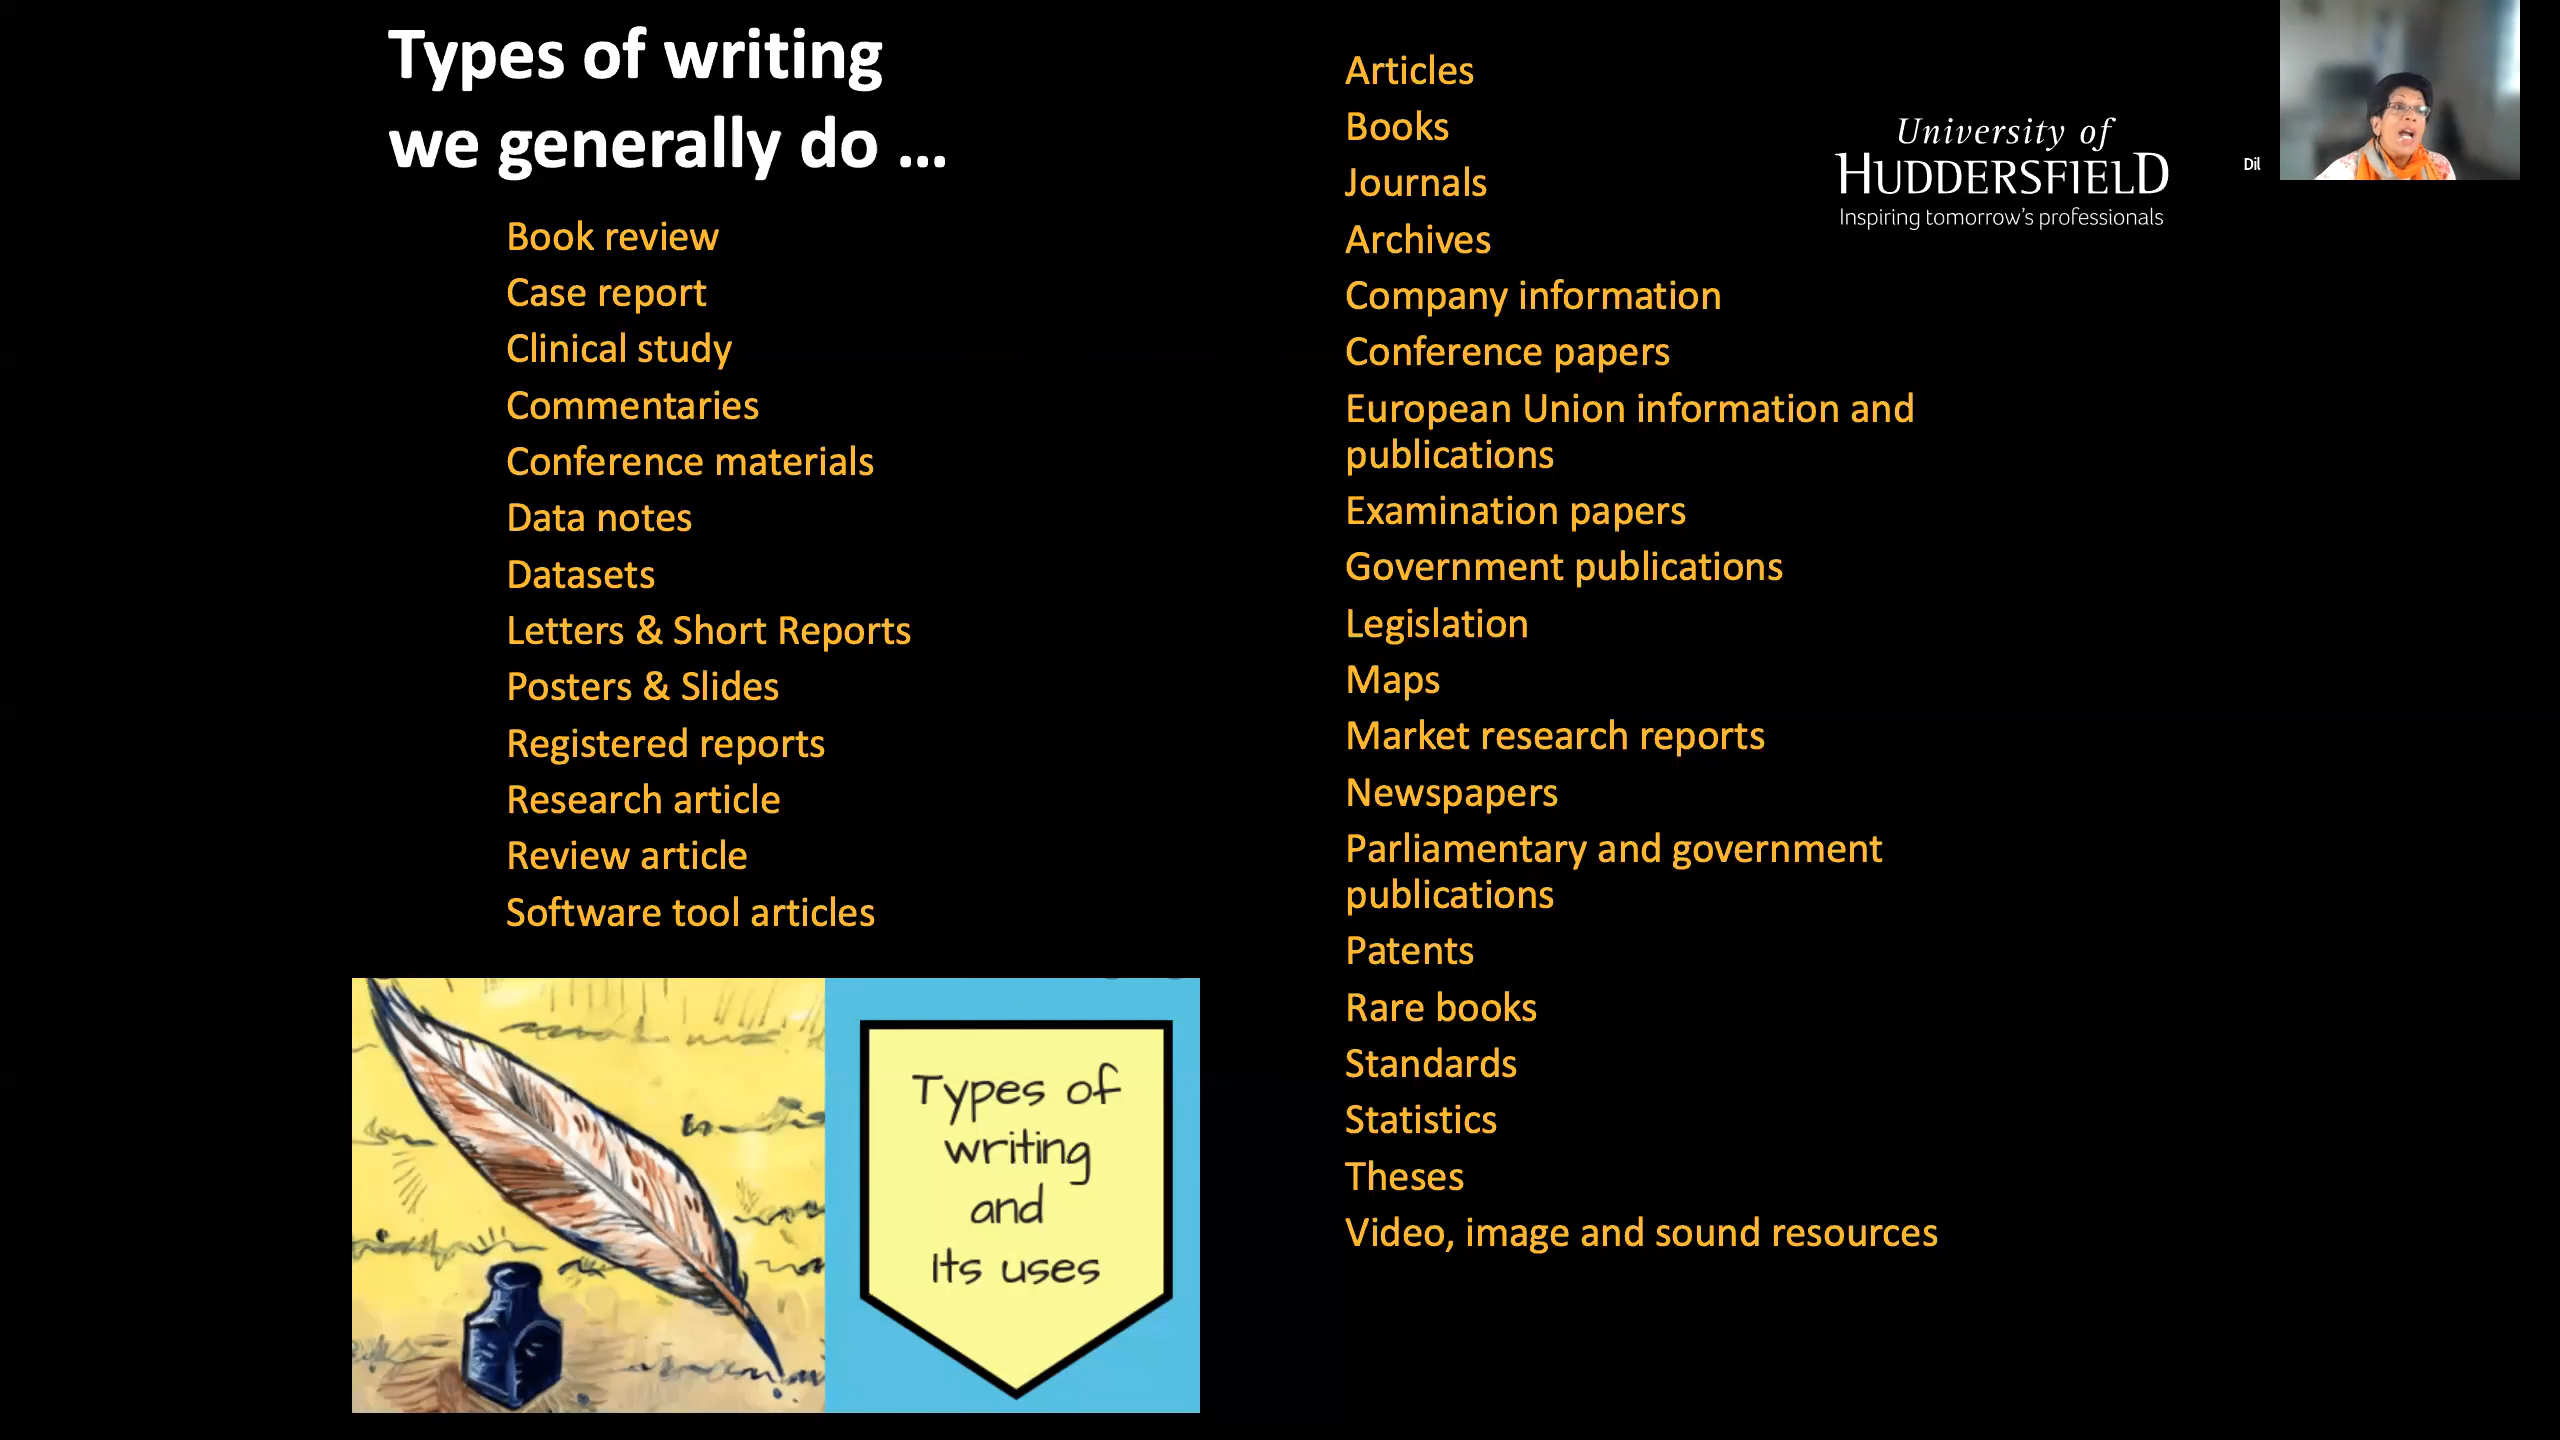 Types of writing
we generally do ...
Book review
Case report
Clinical study
Commentaries
Conference materials
Data notes
Datasets
Letters & Short Reports
Posters & Slides
Registered reports
Research article
Review article
Software tool articles
Types of
writing
and
Its uses
Articles
Books
Journals
Archives
Company information
Conference papers
European Union information and
publications
Examination papers
Government publications
Legislation
Maps
Market research reports
Newspapers
Parliamentary and government
publications
Patents
Rare books
Standards
Statistics
Theses
Video, image and sound resources
University of
HUDDERSFIELD
Inspiring tomorrow's professionals
Dil